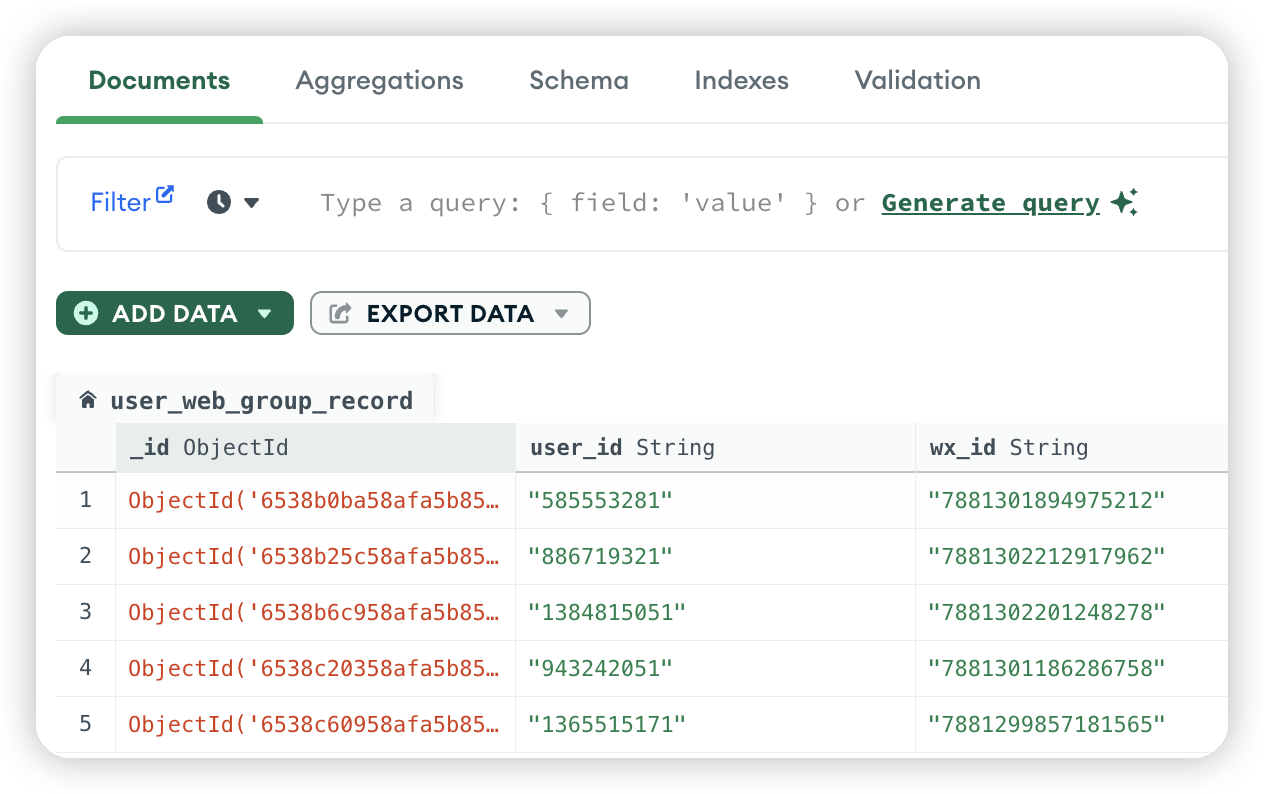 Documents Aggregations Schema Indexes Validation
Filter Type a query: { field: 'value' } or Generate query
ADD DATA EXPORT DATA
user_web_group_record
_id ObjectId user_id String wx_id String
1 ObjectId('6538b0ba58afa5b85… "585553281" "7881301894975212"
2 ObjectId('6538b25c58afa5b85… "886719321" "7881302212917962"
3 ObjectId('6538b6c958afa5b85… "1384815051" "7881302201248278"
4 ObjectId('6538c20358afa5b85… "943242051" "7881301186286758"
5 ObjectId('6538c60958afa5b85… "1365515171" "7881299857181565"